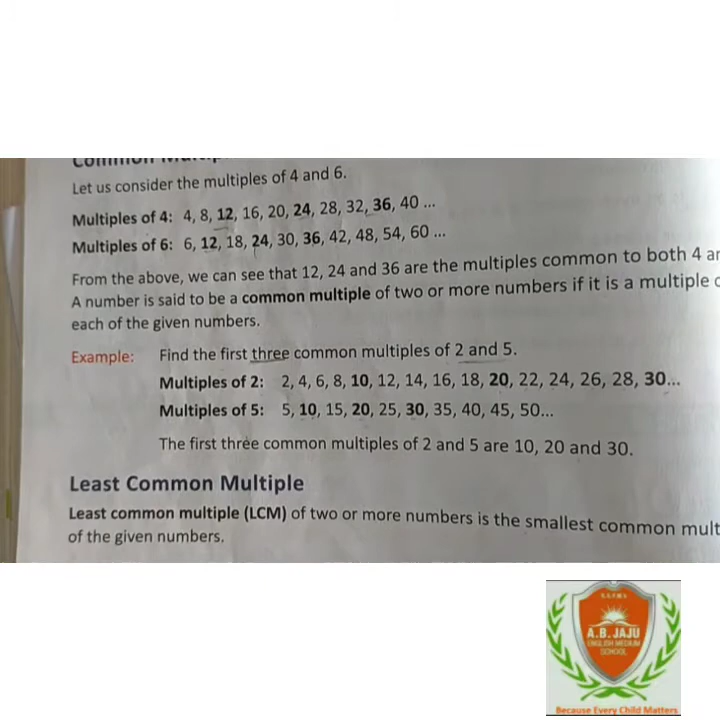 Common
Let us consider the multiples of 4 and 6.
Multiples of 4: 4, 8, 12, 16, 20, 24, 28, 32, 36, 40 ...
Multiples of 6: 6, 12, 18, 24, 30, 36, 42, 48, 54, 60 ...
From the above, we can see that 12, 24 and 36 are the multiples common to both 4
A number is said to be a common multiple of two or more numbers if it is a multiple
each of the given numbers.
Example: Find the first three common multiples of 2 and 5.
Multiples of 2: 2, 4, 6, 8, 10, 12, 14, 16, 18, 20, 22, 24, 26, 28, 30...
Multiples of 5: 5, 10, 15, 20, 25, 30, 35, 40, 45, 50...
The first three common multiples of 2 and 5 are 10, 20 and 30.
Least Common Multiple
Least common multiple (LCM) of two or more numbers is the smallest common mult
of the given numbers.
A.B. JAJU
ENGLISH MEDIUM
SCHOOL
Because Every Child Matters